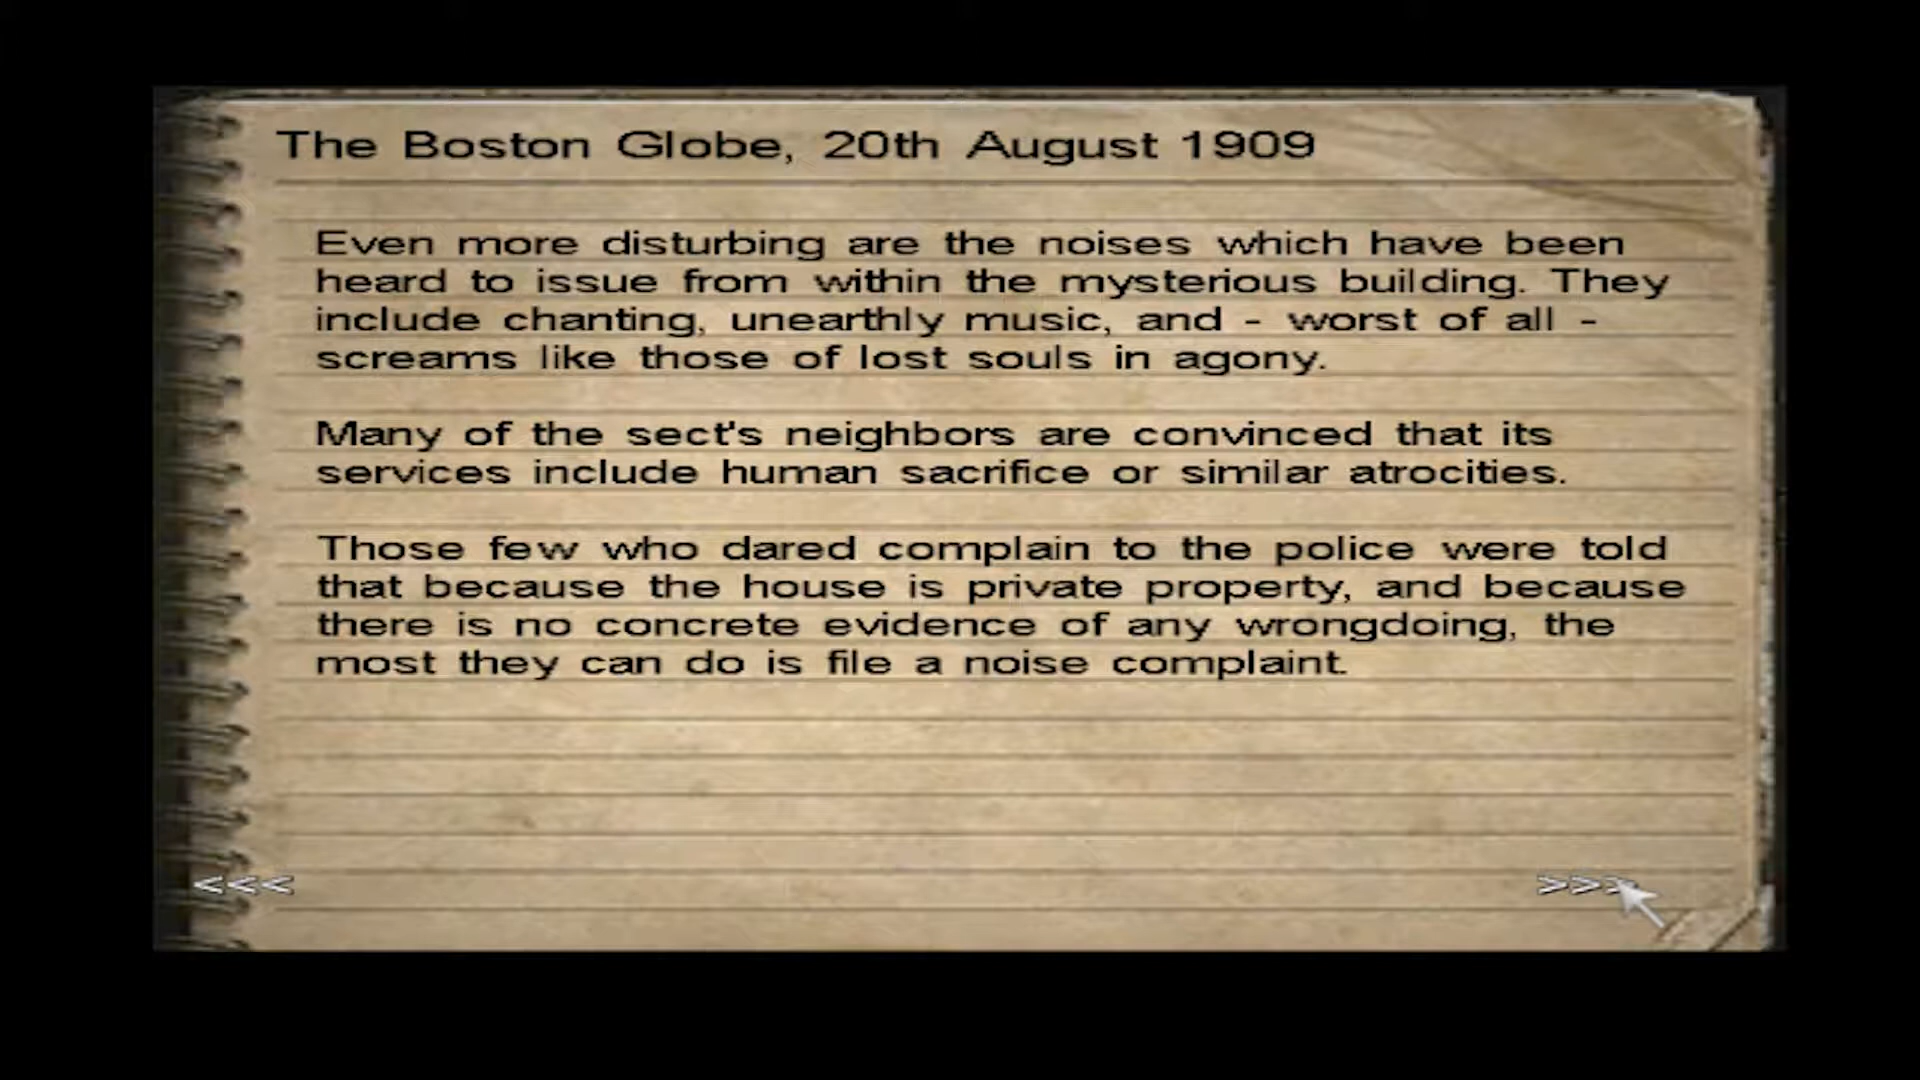 The Boston Globe, 20th August 1909
Even more disturbing are the noises which have been
heard to issue from within the mysterious building. They
include chanting, unearthly music, and - worst of all -
screams like those of lost souls in agony.
Many of the sect's neighbors are convinced that its
services include human sacrifice or similar atrocities.
Those few who dared complain to the police were told
that because the house is private property, and because
there is no concrete evidence of any wrongdoing, the
most they can do is file a noise complaint.
<<< >>>